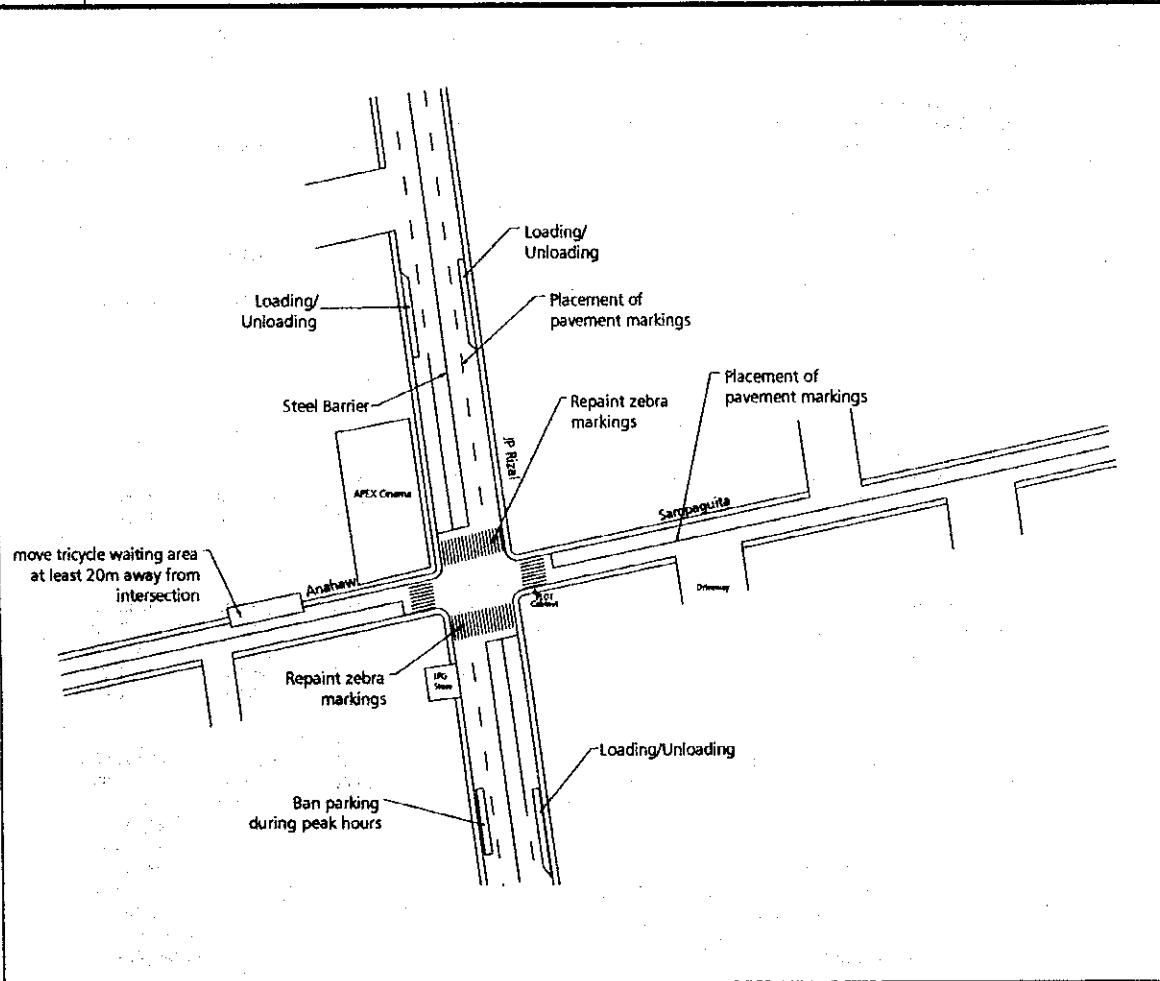 Loading/
Unloading
Loading/
Unloading
Placement of
pavement markings
Steel Barrier
Repaint zebra
markings
Placement of
pavement markings
JP Rizal
APEX Cinema
Sampaguita
move tricycle waiting area
at least 20m away from
intersection
Anahaw
Driveway
Repaint zebra
markings
LPG
Store
Loading/Unloading
Ban parking
during peak hours